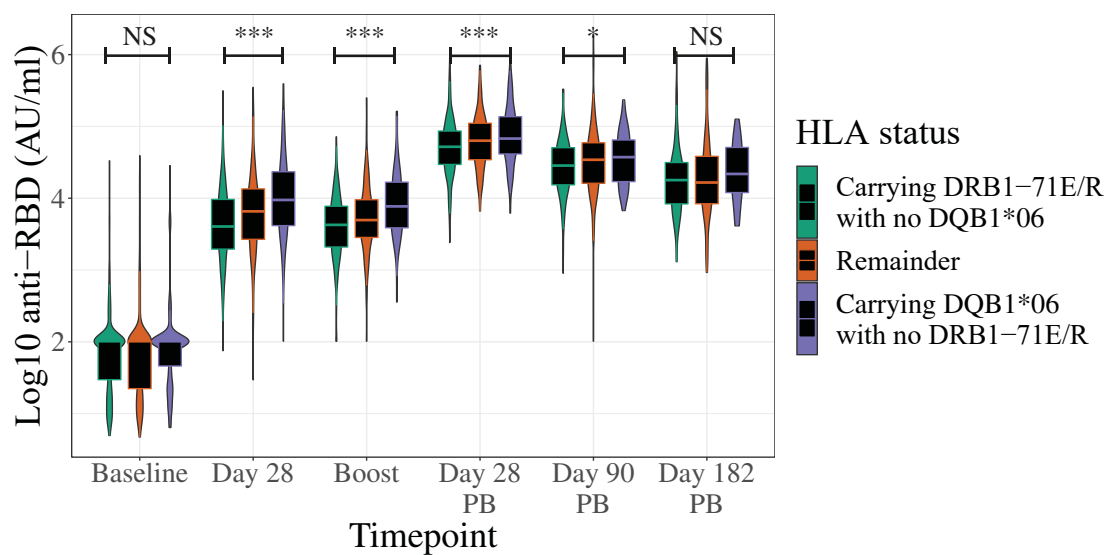 NS
***
***
***
*
NS
Log10 anti−RBD (AU/ml)
6
4
2
Baseline
Day 28
Boost
Day 28
PB
Day 90
PB
Day 182
PB
Timepoint
HLA status
Carrying DRB1−71E/R
with no DQB1*06
Remainder
Carrying DQB1*06
with no DRB1−71E/R